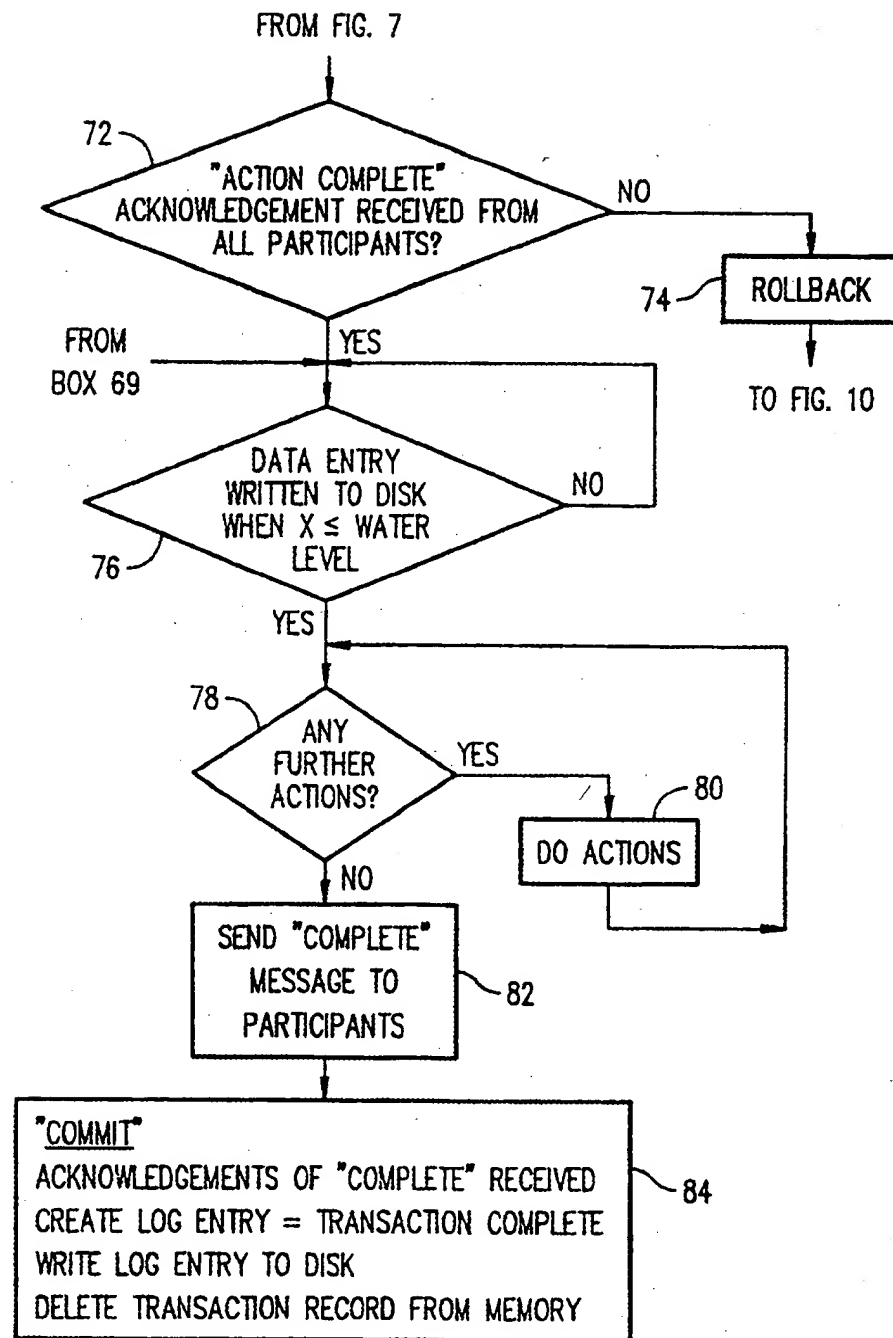 FROM FIG. 7
72
"ACTION COMPLETE"
ACKNOWLEDGEMENT RECEIVED FROM
ALL PARTICIPANTS?
NO
74
ROLLBACK
TO FIG. 10
YES
FROM
BOX 69
DATA ENTRY
WRITTEN TO DISK
WHEN X ≤ WATER
LEVEL
NO
76
YES
78
ANY
FURTHER
ACTIONS?
YES
80
DO ACTIONS
NO
SEND "COMPLETE"
MESSAGE TO
PARTICIPANTS
82
"COMMIT"
ACKNOWLEDGEMENTS OF "COMPLETE" RECEIVED
CREATE LOG ENTRY = TRANSACTION COMPLETE
WRITE LOG ENTRY TO DISK
DELETE TRANSACTION RECORD FROM MEMORY
84